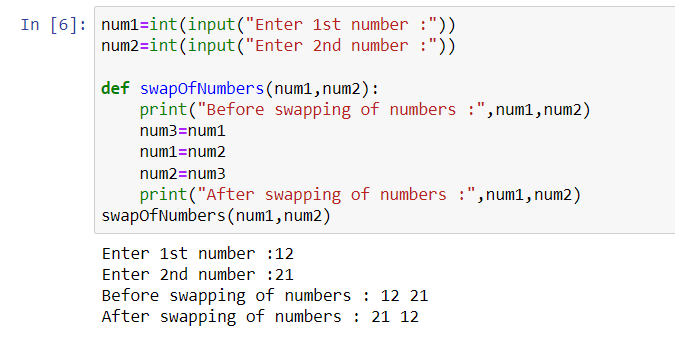 In [6]: num1=int(input("Enter 1st number :"))
num2=int(input("Enter 2nd number :"))
def swapOfNumbers(num1,num2):
    print("Before swapping of numbers :",num1,num2)
    num3=num1
    num1=num2
    num2=num3
    print("After swapping of numbers :",num1,num2)
swapOfNumbers(num1,num2)
Enter 1st number :12
Enter 2nd number :21
Before swapping of numbers : 12 21
After swapping of numbers : 21 12